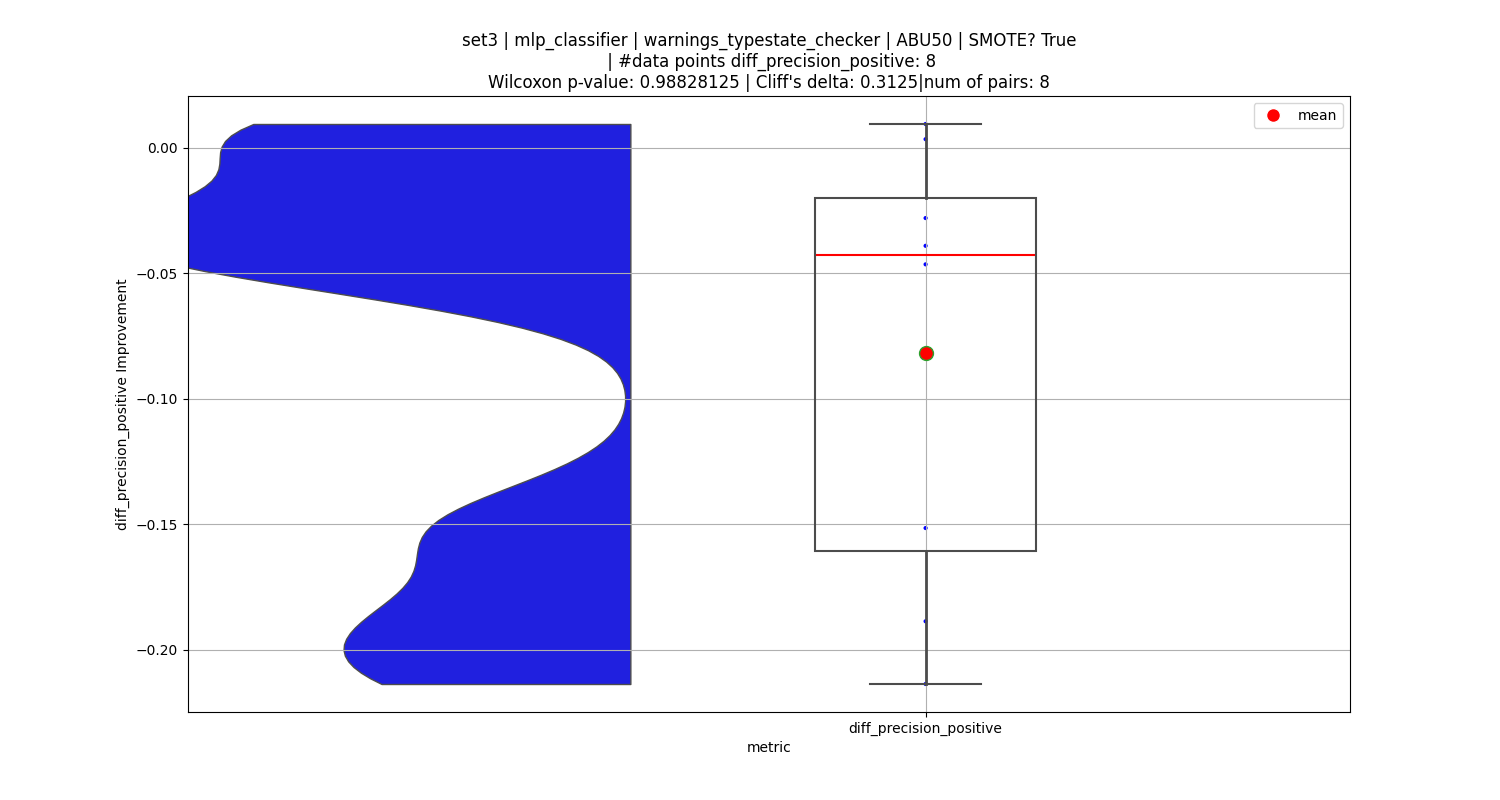 set3 | mlp_classifier | warnings_typestate_checker | ABU50 | SMOTE? True
| #data points diff_precision_positive: 8
Wilcoxon p-value: 0.98828125 | Cliff's delta: 0.3125|num of pairs: 8
mean
0.00
−0.05
−0.10
−0.15
−0.20
diff_precision_positive Improvement
diff_precision_positive
metric